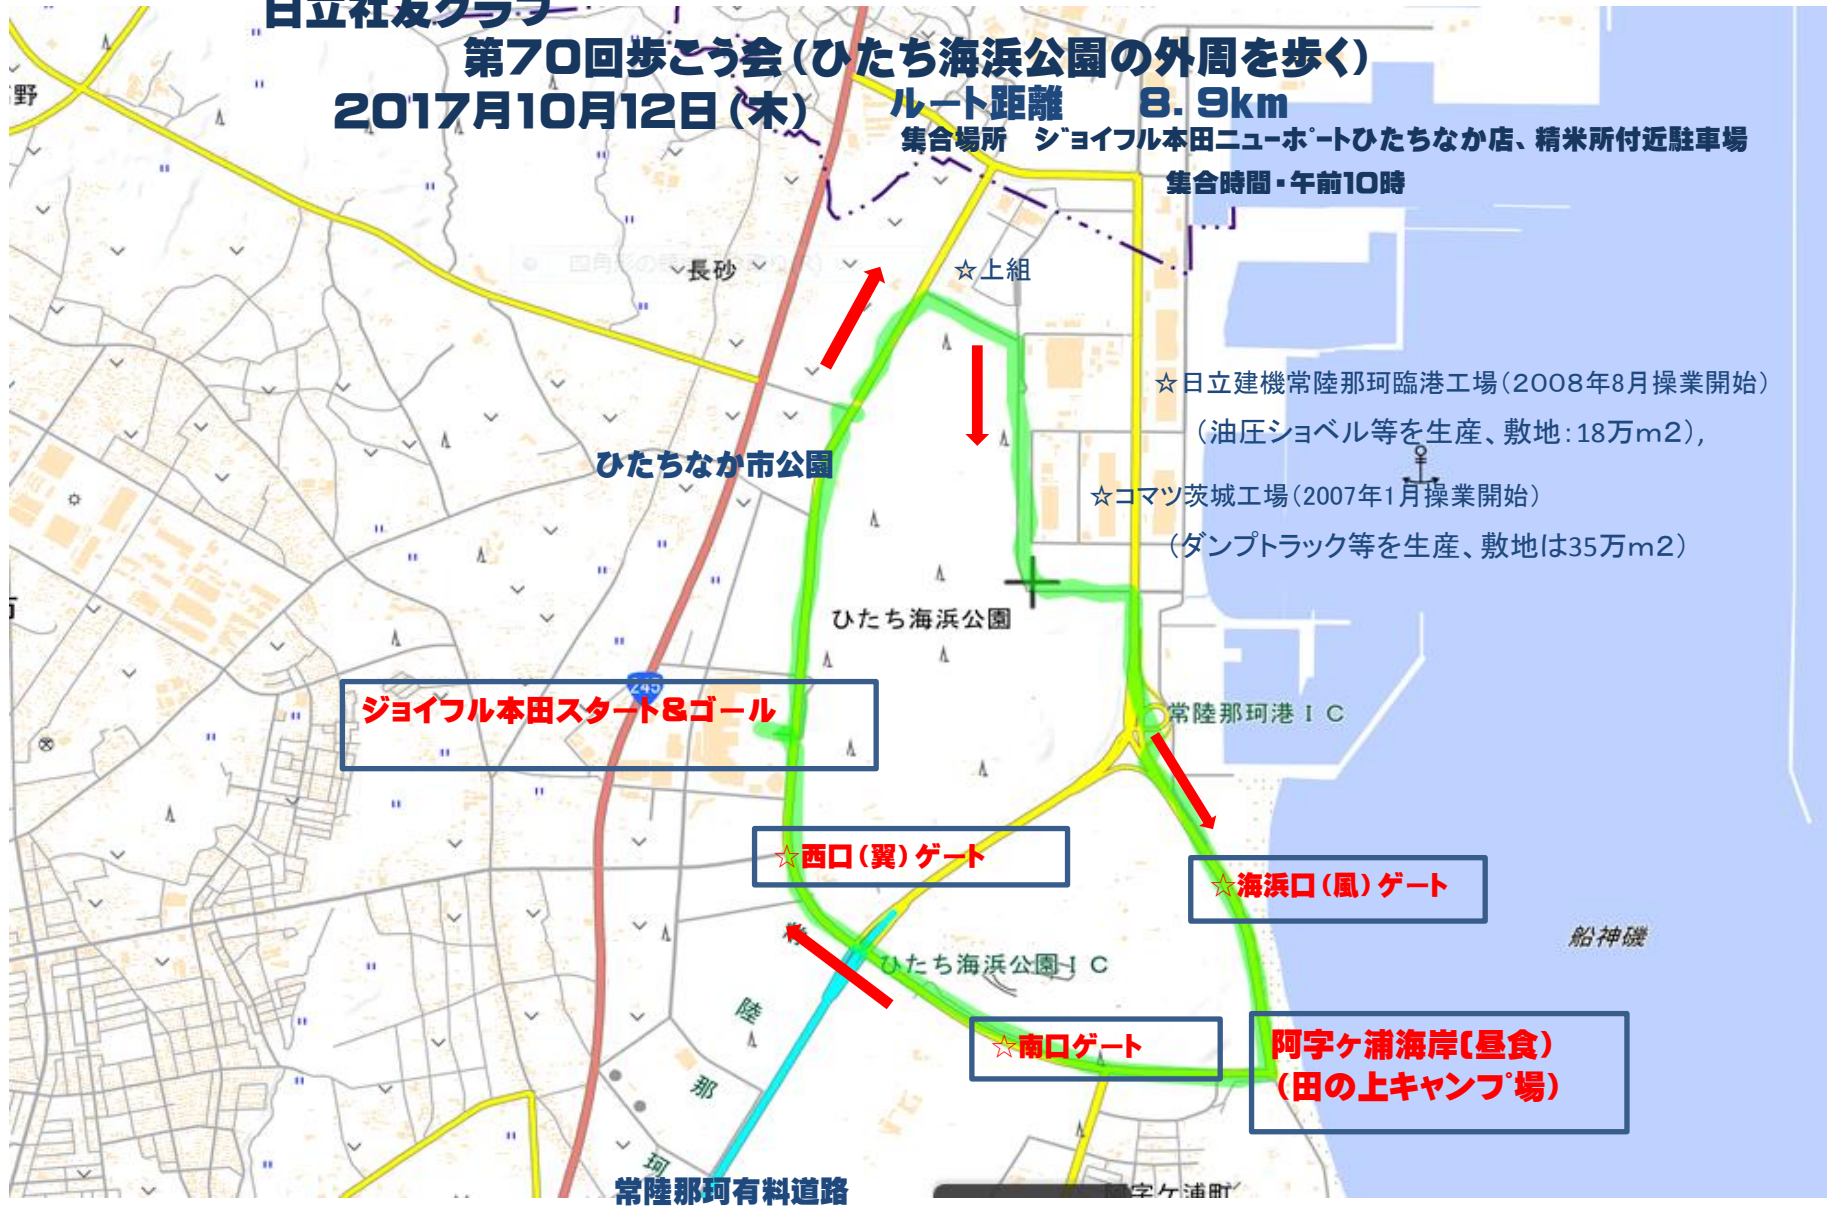 日立社友クラブ
第70回歩こう会(ひたち海浜公園の外周を歩く)
2017月10月12日(木)
ルート距離 8.9km
集合場所 ジョイフル本田ニューポートひたちなか店、精米所付近駐車場
集合時間・午前10時
野
長砂
☆上組
☆日立建機常陸那珂臨港工場(2008年8月操業開始)
(油圧ショベル等を生産、敷地:18万m2),
ひたちなか市公園
☆コマツ茨城工場(2007年1月操業開始)
(ダンプトラック等を生産、敷地は35万m2)
ひたち海浜公園
245
ジョイフル本田スタート&ゴール
常陸那珂港IC
☆西口(翼)ゲート
☆海浜口(風)ゲート
船神磯
ひたち海浜公園IC
陸
那
珂
☆南口ゲート
阿字ヶ浦海岸(昼食)
(田の上キャンプ場)
常陸那珂有料道路
阿字ケ浦町